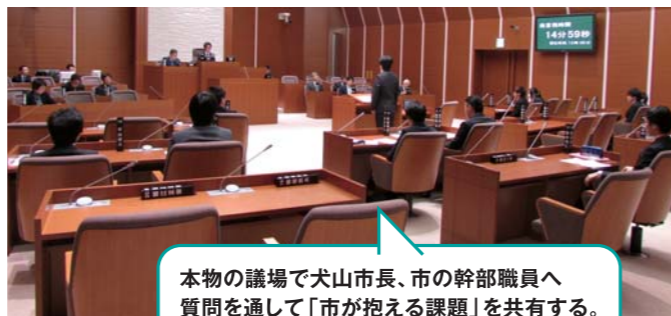 14分59秒
本物の議場で犬山市長、市の幹部職員へ
質問を通して「市が抱える課題」を共有する。